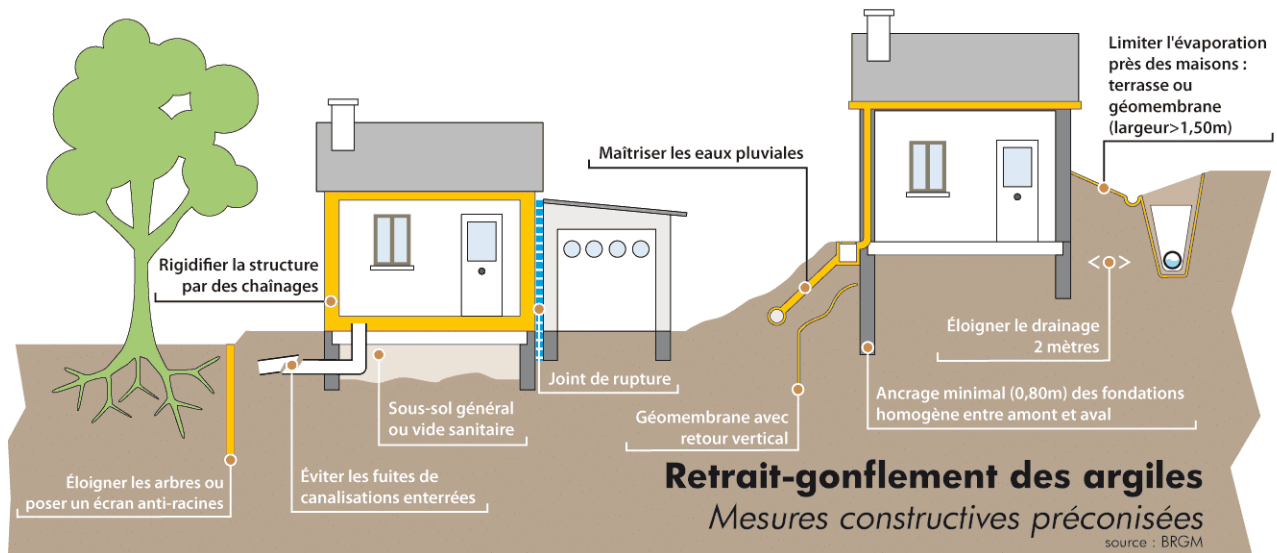 Limiter l'évaporation
près des maisons :
terrasse ou
géomembrane
(largeur>1,50m)
Maîtriser les eaux pluviales
Rigidifier la structure
par des chaînages
Éloigner le drainage
2 mètres
Joint de rupture
Ancrage minimal (0,80m) des fondations
homogène entre amont et aval
Sous-sol général
ou vide sanitaire
Géomembrane avec
retour vertical
Éloigner les arbres ou
poser un écran anti-racines
Éviter les fuites de
canalisations enterrées
Retrait-gonflement des argiles
Mesures constructives préconisées
source : BRGM